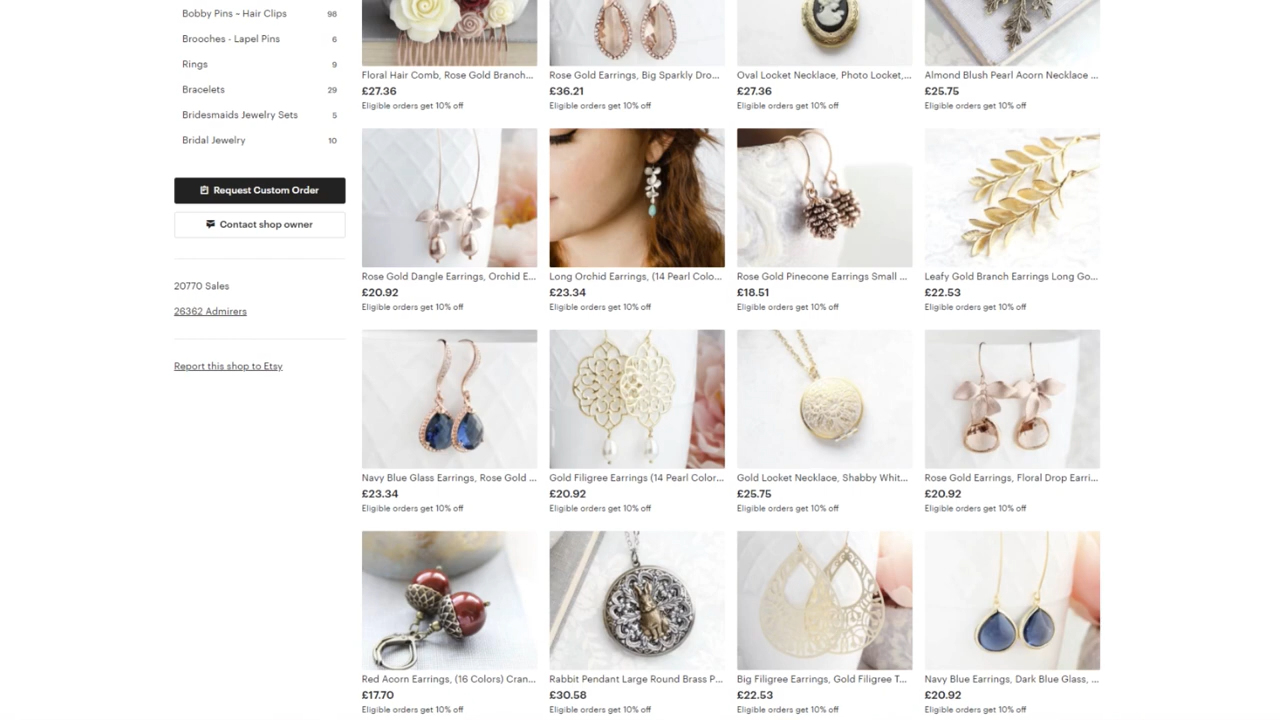 Bobby Pins ~ Hair Clips 98
Brooches - Lapel Pins 6
Rings 9
Bracelets 29
Bridesmaids Jewelry Sets 5
Bridal Jewelry 10
Request Custom Order
Contact shop owner
20770 Sales
26362 Admirers
Report this shop to Etsy
Floral Hair Comb, Rose Gold Branch...
£27.36
Eligible orders get 10% off
Rose Gold Earrings, Big Sparkly Dro...
£36.21
Eligible orders get 10% off
Oval Locket Necklace, Photo Locket,...
£27.36
Eligible orders get 10% off
Almond Blush Pearl Acorn Necklace ...
£25.75
Eligible orders get 10% off
Rose Gold Dangle Earrings, Orchid E...
£20.92
Eligible orders get 10% off
Long Orchid Earrings, (14 Pearl Colo...
£23.34
Eligible orders get 10% off
Rose Gold Pinecone Earrings Small ...
£18.51
Eligible orders get 10% off
Leafy Gold Branch Earrings Long Go...
£22.53
Eligible orders get 10% off
Navy Blue Glass Earrings, Rose Gold ...
£23.34
Eligible orders get 10% off
Gold Filigree Earrings (14 Pearl Color...
£20.92
Eligible orders get 10% off
Gold Locket Necklace, Shabby Whit...
£25.75
Eligible orders get 10% off
Rose Gold Earrings, Floral Drop Earri...
£20.92
Eligible orders get 10% off
Red Acorn Earrings, (16 Colors) Cran...
£17.70
Eligible orders get 10% off
Rabbit Pendant Large Round Brass P...
£30.58
Eligible orders get 10% off
Big Filigree Earrings, Gold Filigree T...
£22.53
Eligible orders get 10% off
Navy Blue Earrings, Dark Blue Glass, ...
£20.92
Eligible orders get 10% off